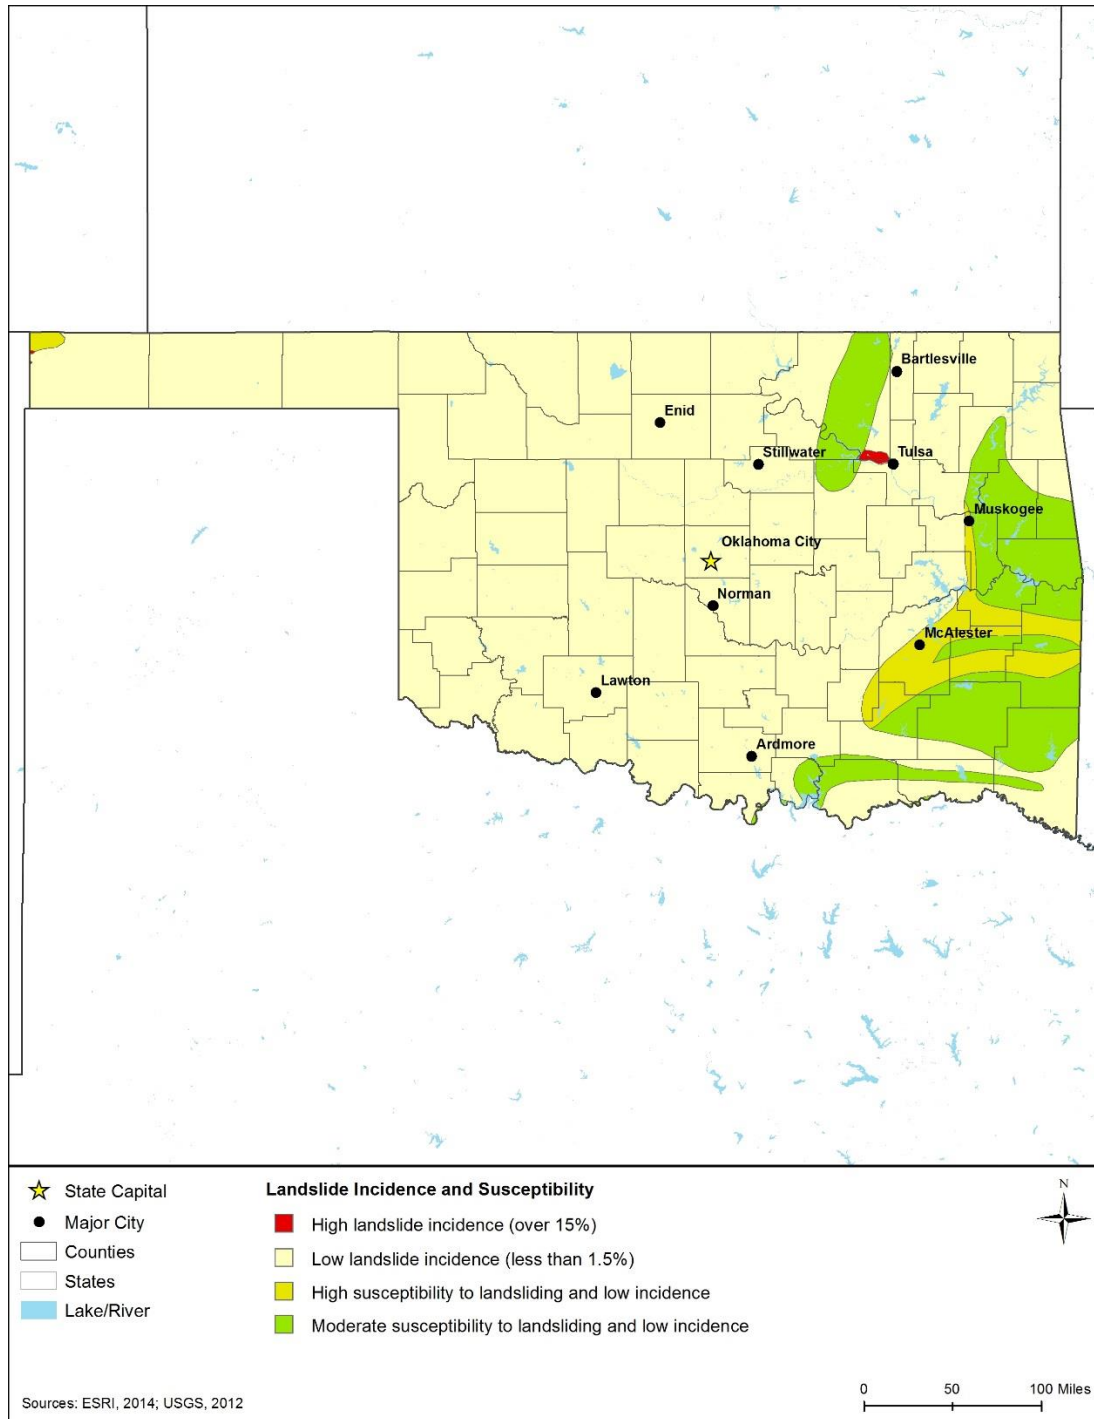 Bartlesville
Enid
Stillwater
Tulsa
Muskogee
Oklahoma City
Norman
McAlester
Lawton
Ardmore
State Capital
Major City
Counties
States
Lake/River
Landslide Incidence and Susceptibility
High landslide incidence (over 15%)
Low landslide incidence (less than 1.5%)
High susceptibility to landsliding and low incidence
Moderate susceptibility to landsliding and low incidence
N
Sources: ESRI, 2014; USGS, 2012
0 50 100 Miles